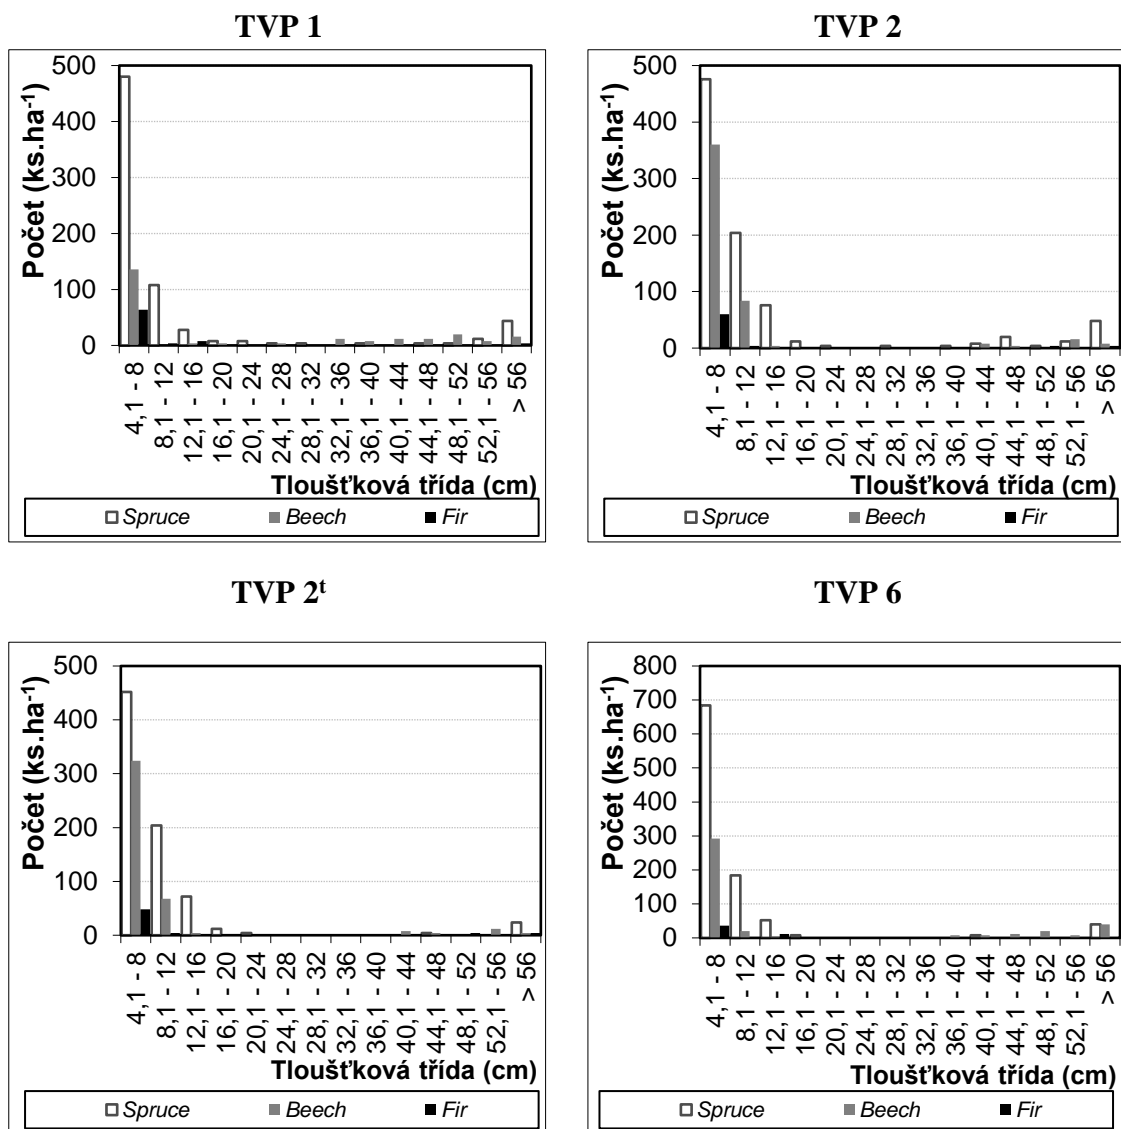 TVP 1
Počet (ks.ha-1)
500
400
300
200
100
0
4,1 - 8
8,1 - 12
12,1 - 16
16,1 - 20
20,1 - 24
24,1 - 28
28,1 - 32
32,1 - 36
36,1 - 40
40,1 - 44
44,1 - 48
48,1 - 52
52,1 - 56
> 56
Tloušťková třída (cm)
Spruce Beech Fir
TVP 2
Počet (ks.ha-1)
500
400
300
200
100
0
4,1 - 8
8,1 - 12
12,1 - 16
16,1 - 20
20,1 - 24
24,1 - 28
28,1 - 32
32,1 - 36
36,1 - 40
40,1 - 44
44,1 - 48
48,1 - 52
52,1 - 56
> 56
Tloušťková třída (cm)
Spruce Beech Fir
TVP 2t
Počet (ks.ha-1)
500
400
300
200
100
0
4,1 - 8
8,1 - 12
12,1 - 16
16,1 - 20
20,1 - 24
24,1 - 28
28,1 - 32
32,1 - 36
36,1 - 40
40,1 - 44
44,1 - 48
48,1 - 52
52,1 - 56
> 56
Tloušťková třída (cm)
Spruce Beech Fir
TVP 6
Počet (ks.ha-1)
800
700
600
500
400
300
200
100
0
4,1 - 8
8,1 - 12
12,1 - 16
16,1 - 20
20,1 - 24
24,1 - 28
28,1 - 32
32,1 - 36
36,1 - 40
40,1 - 44
44,1 - 48
48,1 - 52
52,1 - 56
> 56
Tloušťková třída (cm)
Spruce Beech Fir